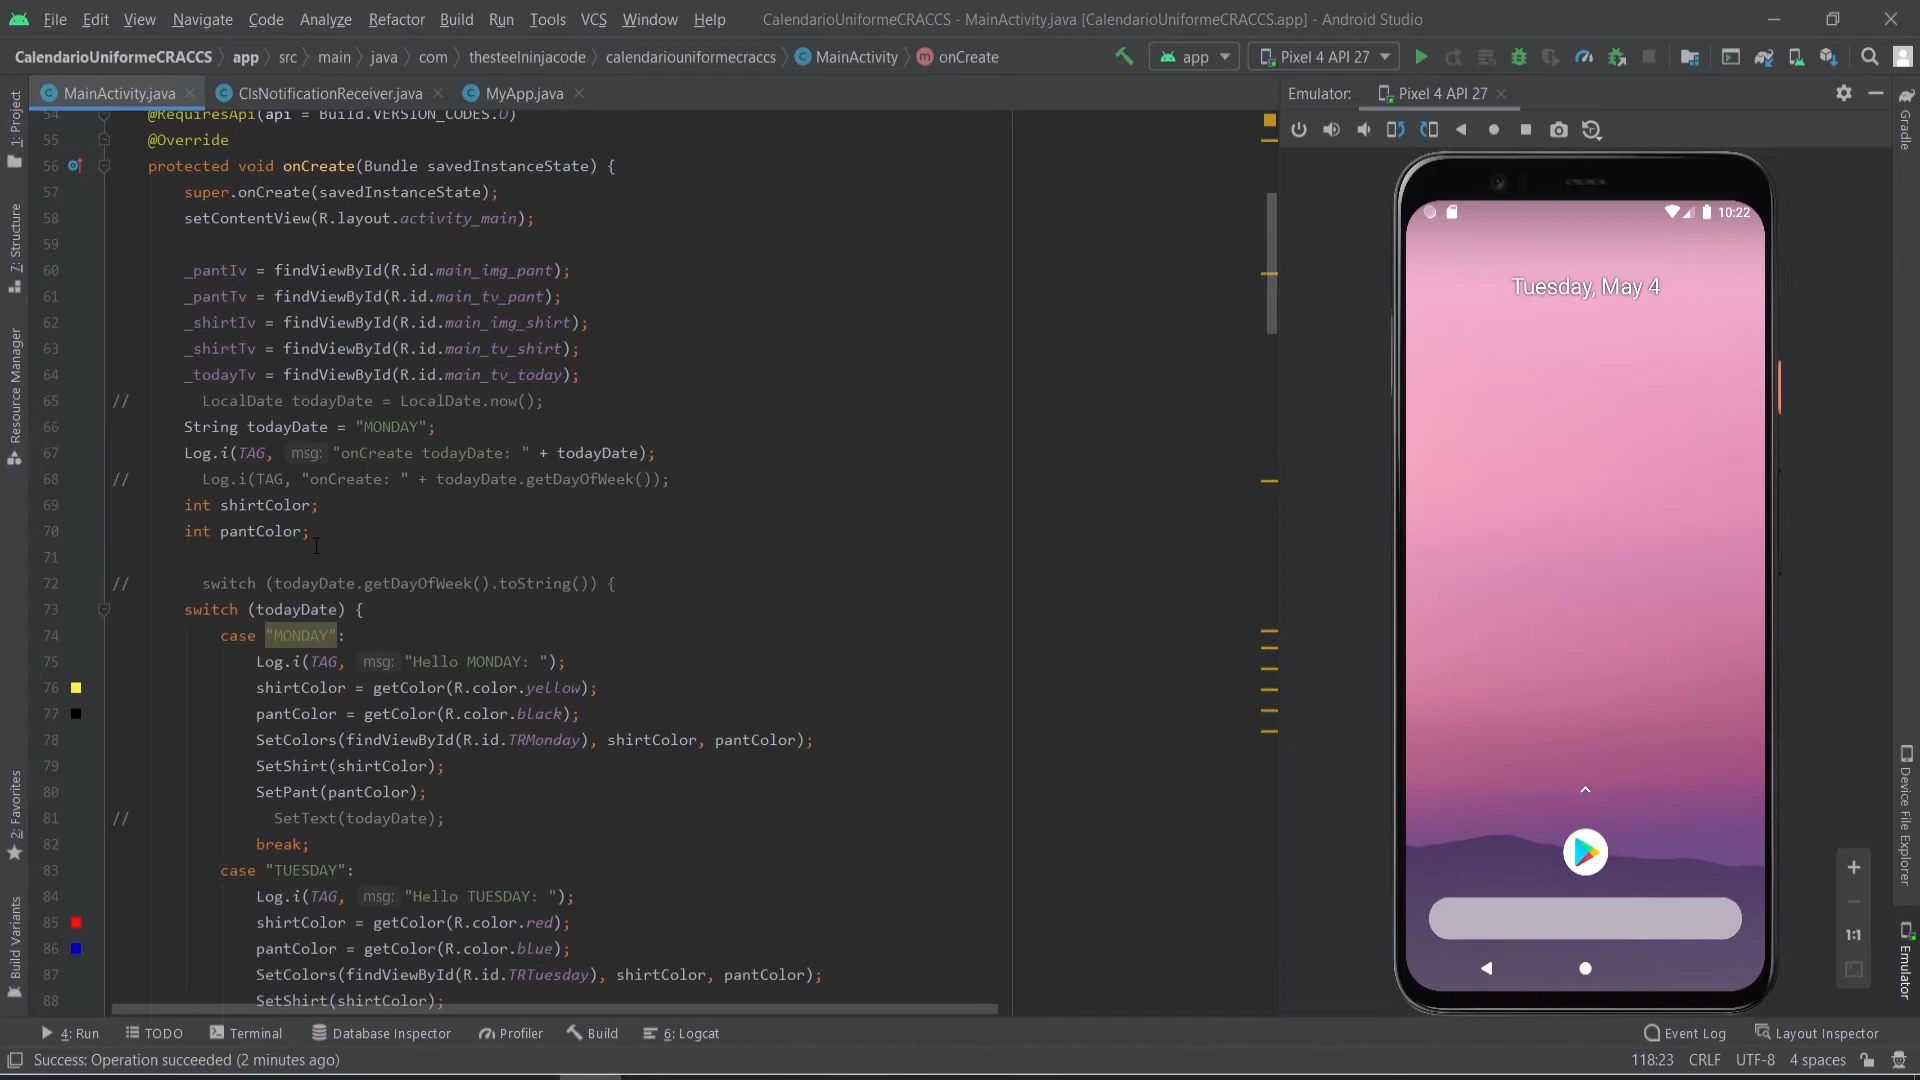 File Edit View Navigate Code Analyze Refactor Build Run Tools VCS Window Help CalendarioUniformeCRACCS - MainActivity.java [CalendarioUniformeCRACCS.app] - Android Studio
CalendarioUniformeCRACCS app src main java com thesteelninjacode calendariouniformecraccs MainActivity onCreate app Pixel 4 API 27
MainActivity.java ClsNotificationReceiver.java MyApp.java
Emulator: Pixel 4 API 27
1: Project
7: Structure
Resource Manager
2: Favorites
Build Variants
54 @RequiresApi(api = Build.VERSION_CODES.O)
55 @Override
56 protected void onCreate(Bundle savedInstanceState) {
57 super.onCreate(savedInstanceState);
58 setContentView(R.layout.activity_main);
59
60 _pantIv = findViewById(R.id.main_img_pant);
61 _pantTv = findViewById(R.id.main_tv_pant);
62 _shirtIv = findViewById(R.id.main_img_shirt);
63 _shirtTv = findViewById(R.id.main_tv_shirt);
64 _todayTv = findViewById(R.id.main_tv_today);
65 // LocalDate todayDate = LocalDate.now();
66 String todayDate = "MONDAY";
67 Log.i(TAG, msg: "onCreate todayDate: " + todayDate);
68 // Log.i(TAG, "onCreate: " + todayDate.getDayOfWeek());
69 int shirtColor;
70 int pantColor;
71
72 // switch (todayDate.getDayOfWeek().toString()) {
73 switch (todayDate) {
74 case "MONDAY":
75 Log.i(TAG, msg: "Hello MONDAY: ");
76 shirtColor = getColor(R.color.yellow);
77 pantColor = getColor(R.color.black);
78 SetColors(findViewById(R.id.TRMonday), shirtColor, pantColor);
79 SetShirt(shirtColor);
80 SetPant(pantColor);
81 // SetText(todayDate);
82 break;
83 case "TUESDAY":
84 Log.i(TAG, msg: "Hello TUESDAY: ");
85 shirtColor = getColor(R.color.red);
86 pantColor = getColor(R.color.blue);
87 SetColors(findViewById(R.id.TRTuesday), shirtColor, pantColor);
88 SetShirt(shirtColor);
10:22
Tuesday, May 4
1:1
Gradle
Device File Explorer
Emulator
4: Run TODO Terminal Database Inspector Profiler Build 6: Logcat Event Log Layout Inspector
Success: Operation succeeded (2 minutes ago) 118:23 CRLF UTF-8 4 spaces